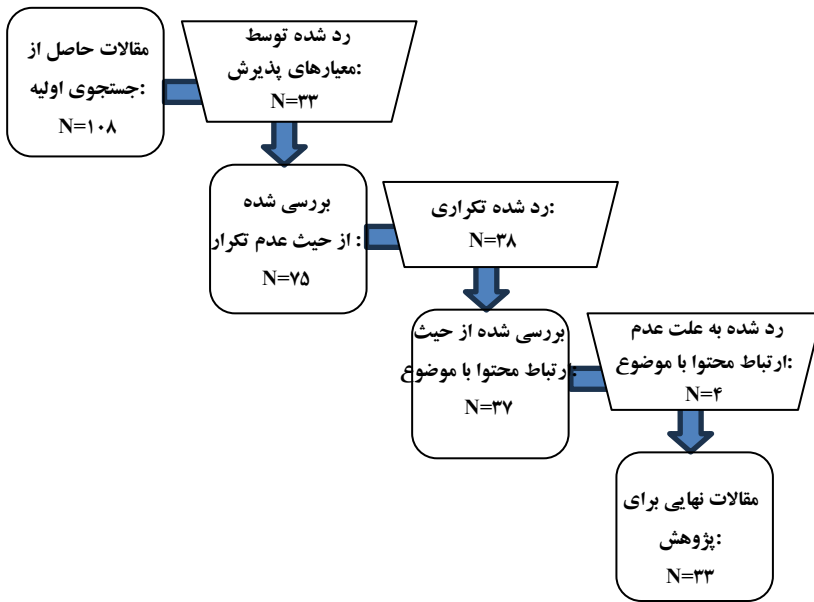 مقالات حاصل از
جستجوی اولیه:
N=۱۰۸
رد شده توسط
معیارهای پذیرش:
N=۳۳
بررسی شده
از حیث عدم تکرار :
N=۷۵
رد شده تکراری:
N=۳۸
بررسی شده از حیث
ارتباط محتوا با موضوع:
N=۳۷
رد شده به علت عدم
ارتباط محتوا با موضوع:
N=۴
مقالات نهایی برای
پژوهش:
N=۳۳